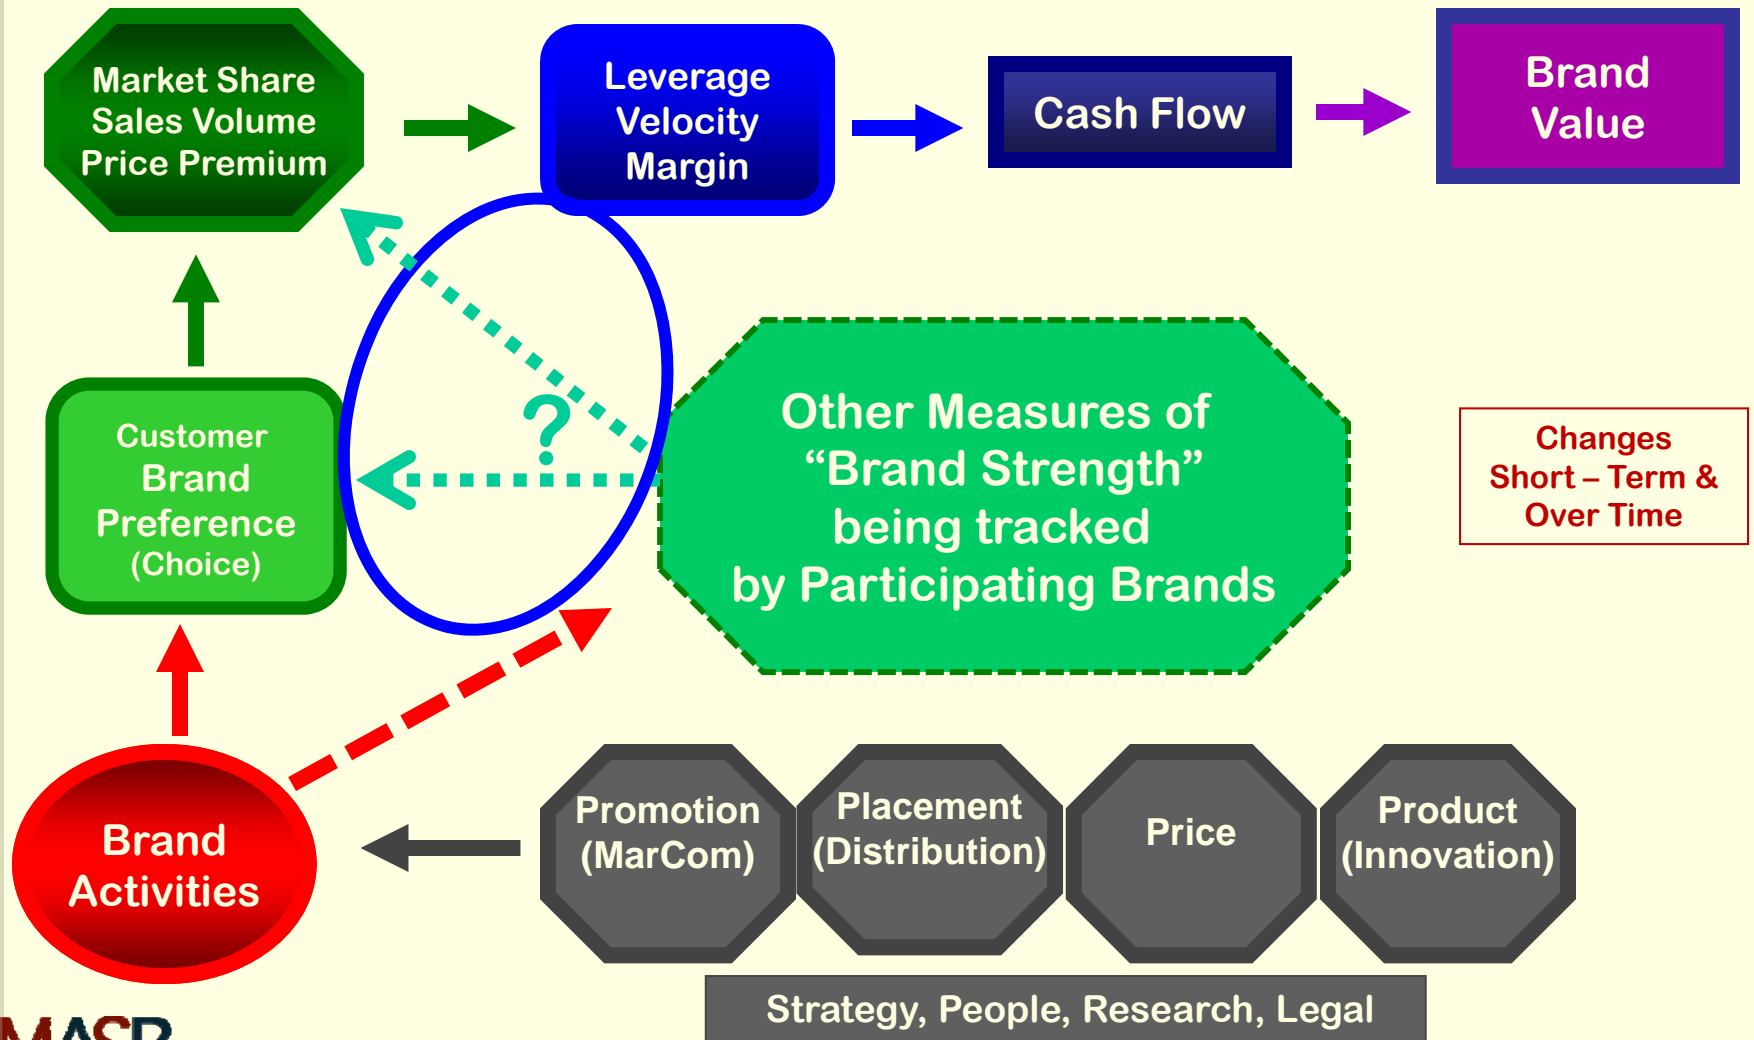 Market Share
Sales Volume
Price Premium
Leverage
Velocity
Margin
Cash Flow
Brand
Value
Customer
Brand
Preference
(Choice)
?
Other Measures of
“Brand Strength”
being tracked
by Participating Brands
Changes
Short – Term &
Over Time
Brand
Activities
Promotion
(MarCom)
Placement
(Distribution)
Price
Product
(Innovation)
Strategy, People, Research, Legal